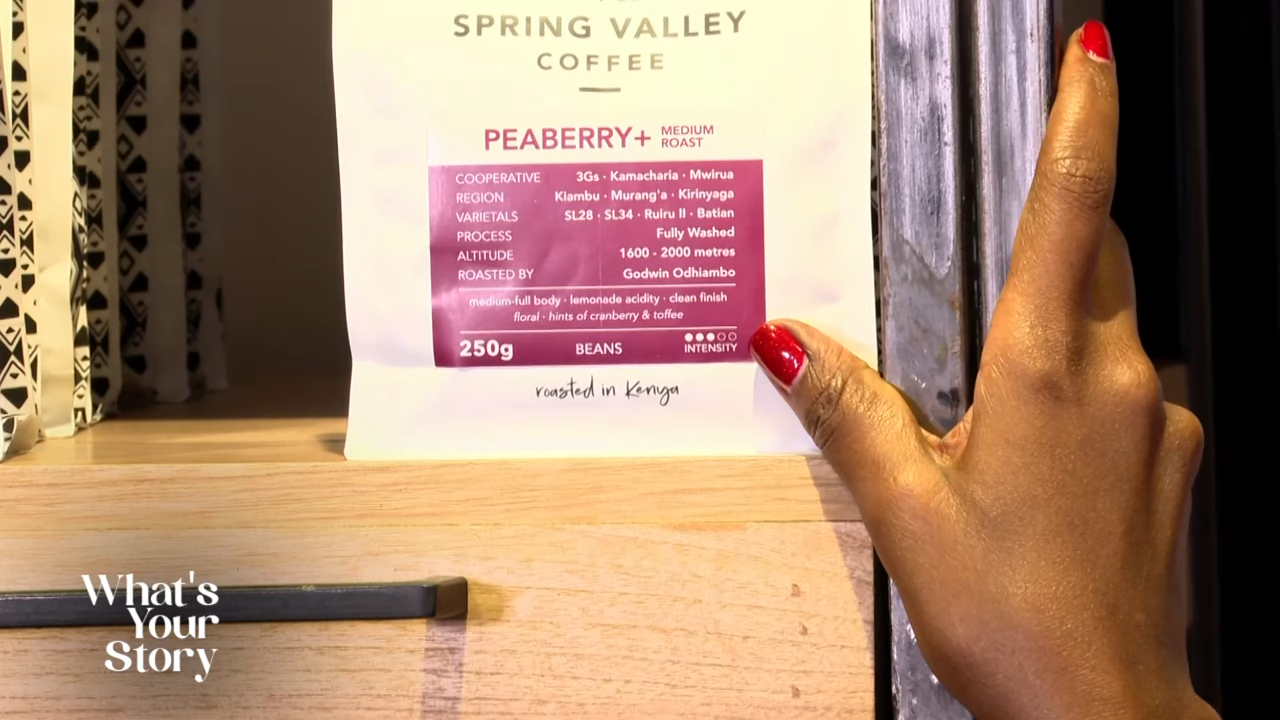 SPRING VALLEY
COFFEE
PEABERRY+ MEDIUM ROAST
COOPERATIVE 3Gs · Kamacharia · Mwirua
REGION Kiambu · Murang'a · Kirinyaga
VARIETALS SL28 · SL34 · Ruiru II · Batian
PROCESS Fully Washed
ALTITUDE 1600 - 2000 metres
ROASTED BY Godwin Odhiambo
medium-full body · lemonade acidity · clean finish
floral · hints of cranberry & toffee
250g BEANS INTENSITY
roasted in Kenya
What's
Your
Story